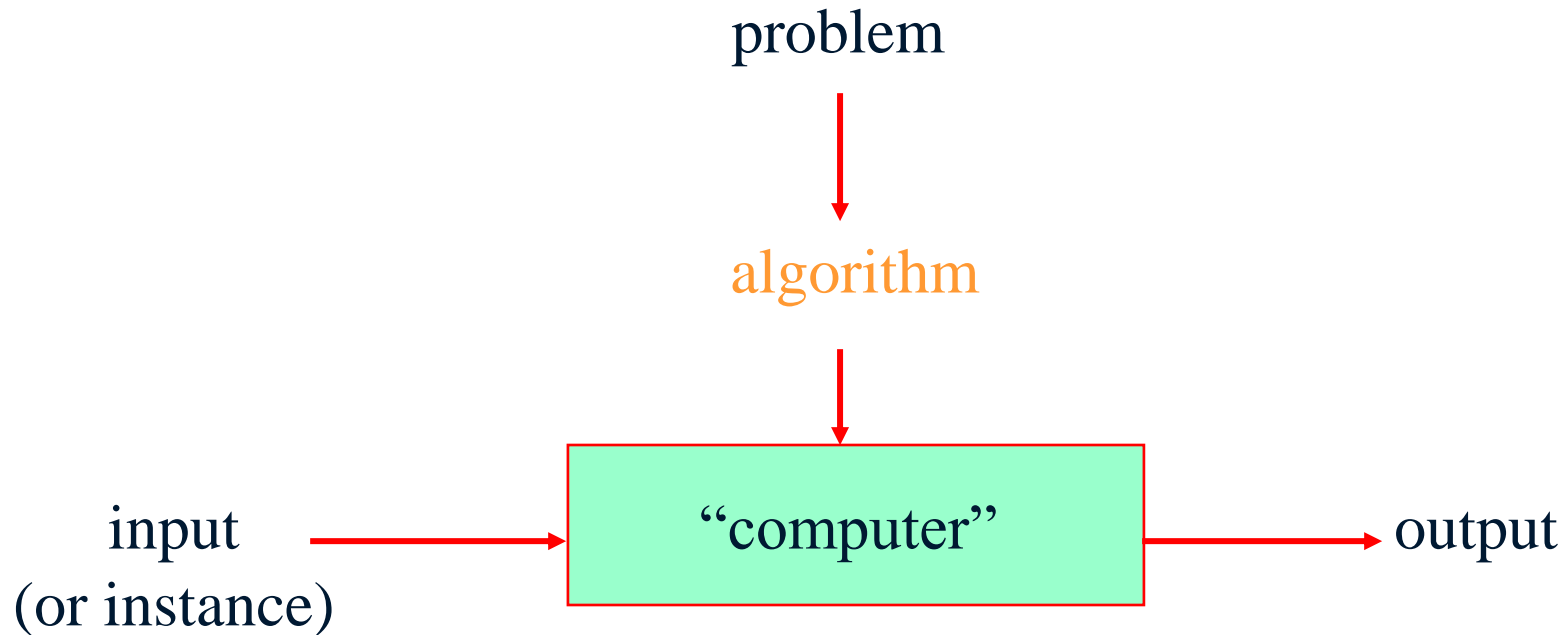 problem
algorithm
input
(or instance)
“computer”
output